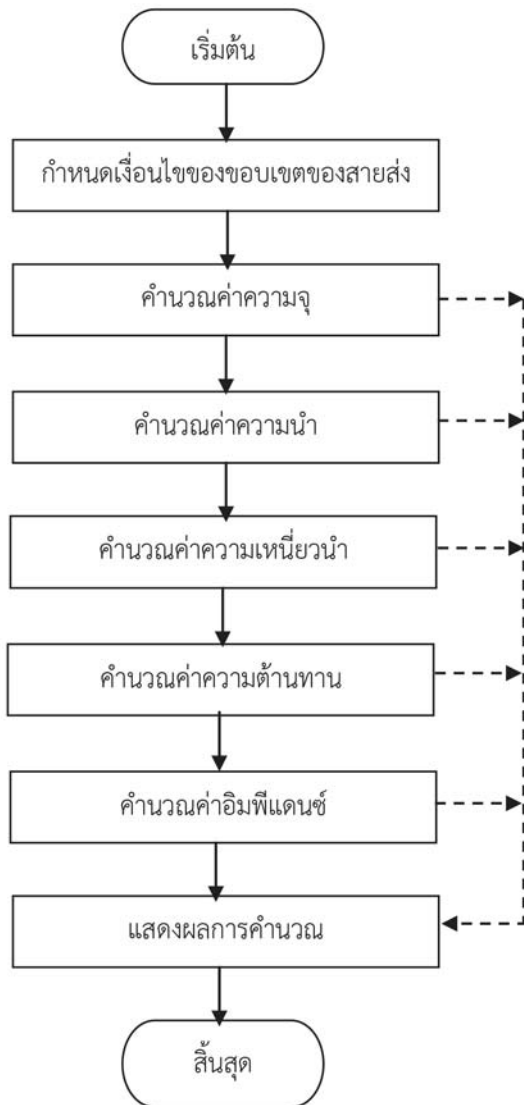 เริ่มต้น
กำหนดเงื่อนไขของขอบเขตของสายส่ง
คำนวณค่าความจุ
คำนวณค่าความนำ
คำนวณค่าความเหนี่ยวนำ
คำนวณค่าความต้านทาน
คำนวณค่าอิมพีแดนซ์
แสดงผลการคำนวณ
สิ้นสุด